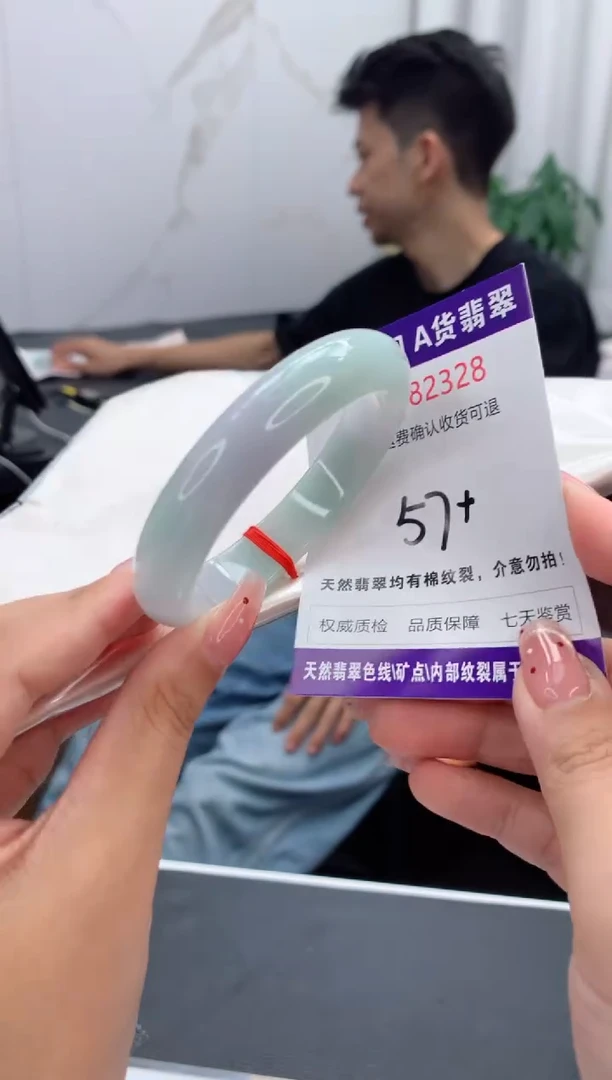 A货翡翠
82328
费确认收货可退
57+
天然翡翠均有棉纹裂，介意勿拍！
权威质检 品质保障 七天鉴赏
天然翡翠色线\矿点\内部纹裂属于